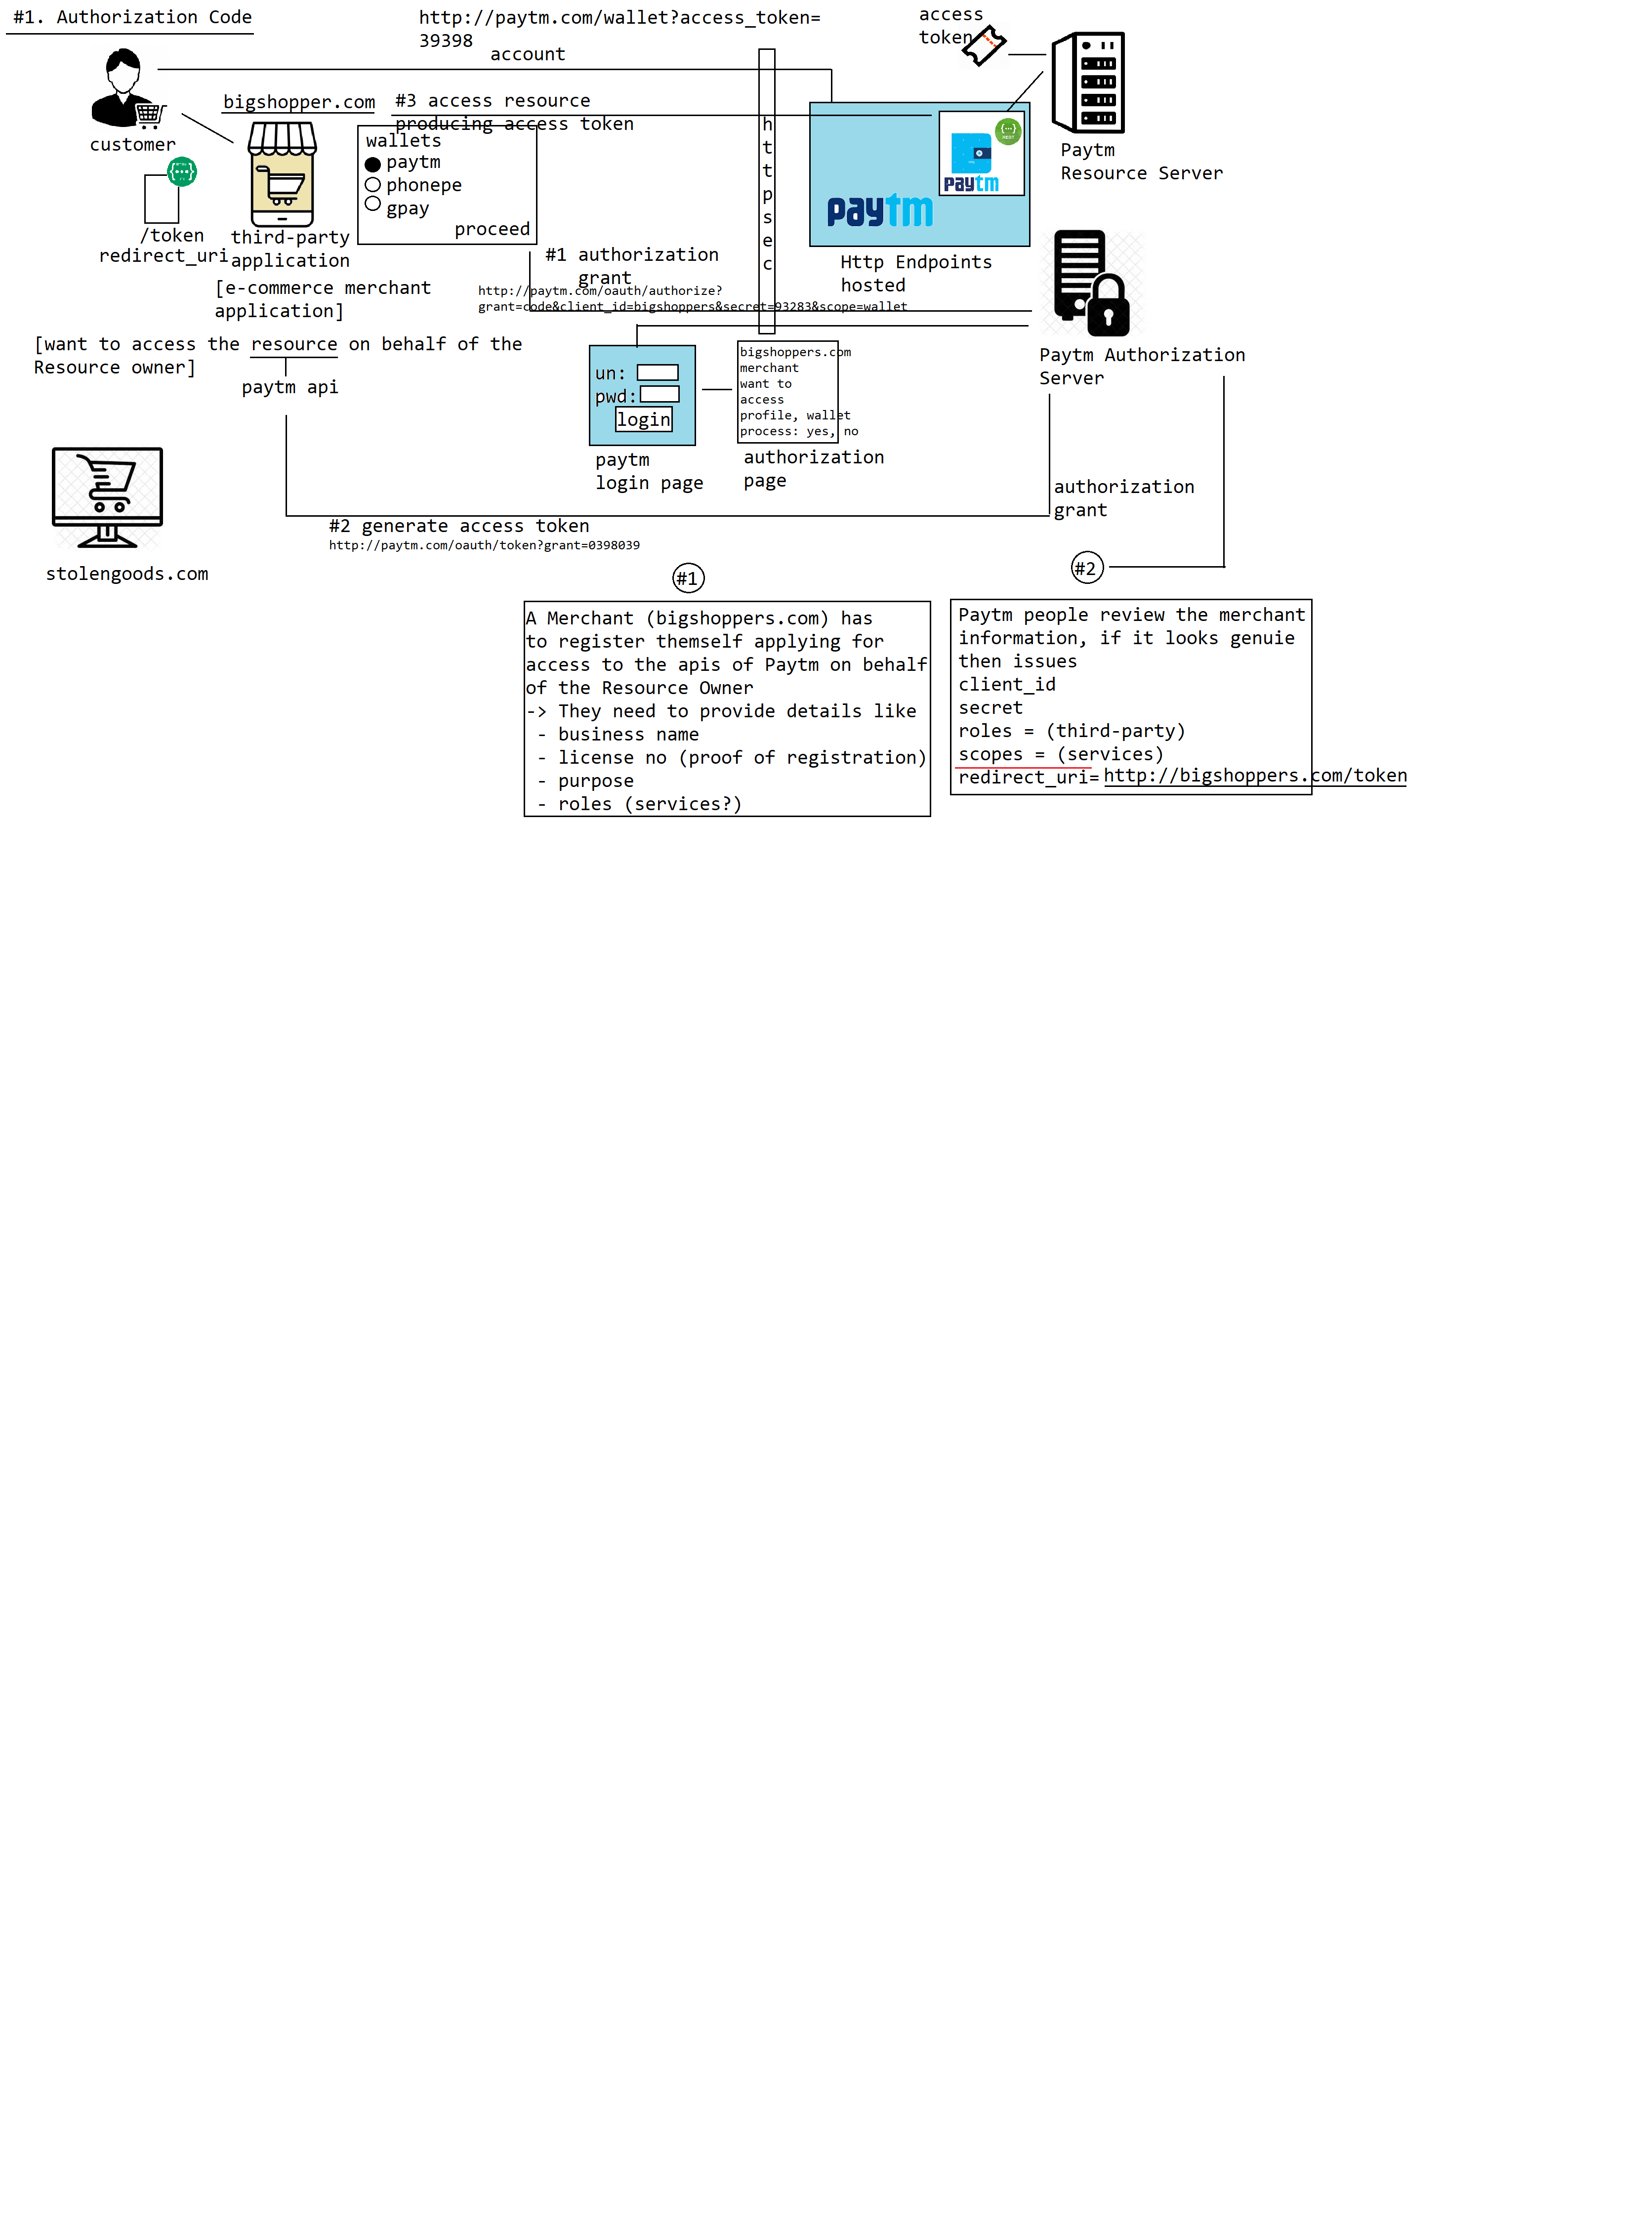 #1. Authorization Code
http://paytm.com/wallet?access_token=
39398
account
access
token
bigshopper.com
#3 access resource
producing access token
customer
wallets
paytm
phonepe
gpay
proceed
httpsec
{···}
REST
paytm
paytm
Paytm
Resource Server
{···}
/token
redirect_uri
third-party
application
[e-commerce merchant
application]
#1 authorization
grant
http://paytm.com/oauth/authorize?
grant=code&client_id=bigshoppers&secret=93283&scope=wallet
Http Endpoints
hosted
[want to access the resource on behalf of the
Resource owner]
paytm api
un:
pwd:
login
paytm
login page
bigshoppers.com
merchant
want to
access
profile, wallet
process: yes, no
authorization
page
Paytm Authorization
Server
authorization
grant
#2 generate access token
http://paytm.com/oauth/token?grant=0398039
stolengoods.com
#1
A Merchant (bigshoppers.com) has
to register themself applying for
access to the apis of Paytm on behalf
of the Resource Owner
-> They need to provide details like
- business name
- license no (proof of registration)
- purpose
- roles (services?)
#2
Paytm people review the merchant
information, if it looks genuie
then issues
client_id
secret
roles = (third-party)
scopes = (services)
redirect_uri= http://bigshoppers.com/token